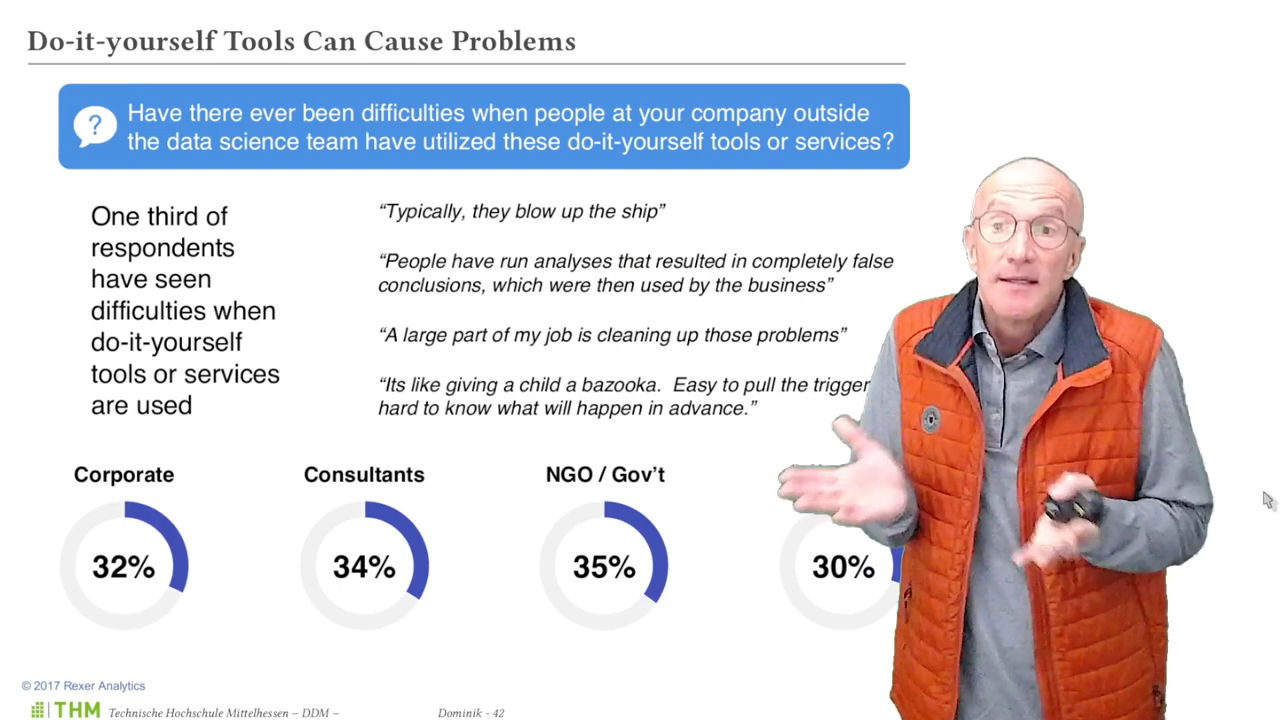 Do-it-yourself Tools Can Cause Problems
?
Have there ever been difficulties when people at your company outside
the data science team have utilized these do-it-yourself tools or services?
One third of
respondents
have seen
difficulties when
do-it-yourself
tools or services
are used
“Typically, they blow up the ship”
“People have run analyses that resulted in completely false
conclusions, which were then used by the business”
“A large part of my job is cleaning up those problems”
“Its like giving a child a bazooka. Easy to pull the trigger
hard to know what will happen in advance.”
Corporate
Consultants
NGO / Gov’t
32%
34%
35%
30%
© 2017 Rexer Analytics
THM
Technische Hochschule Mittelhessen – DDM –
Dominik - 42